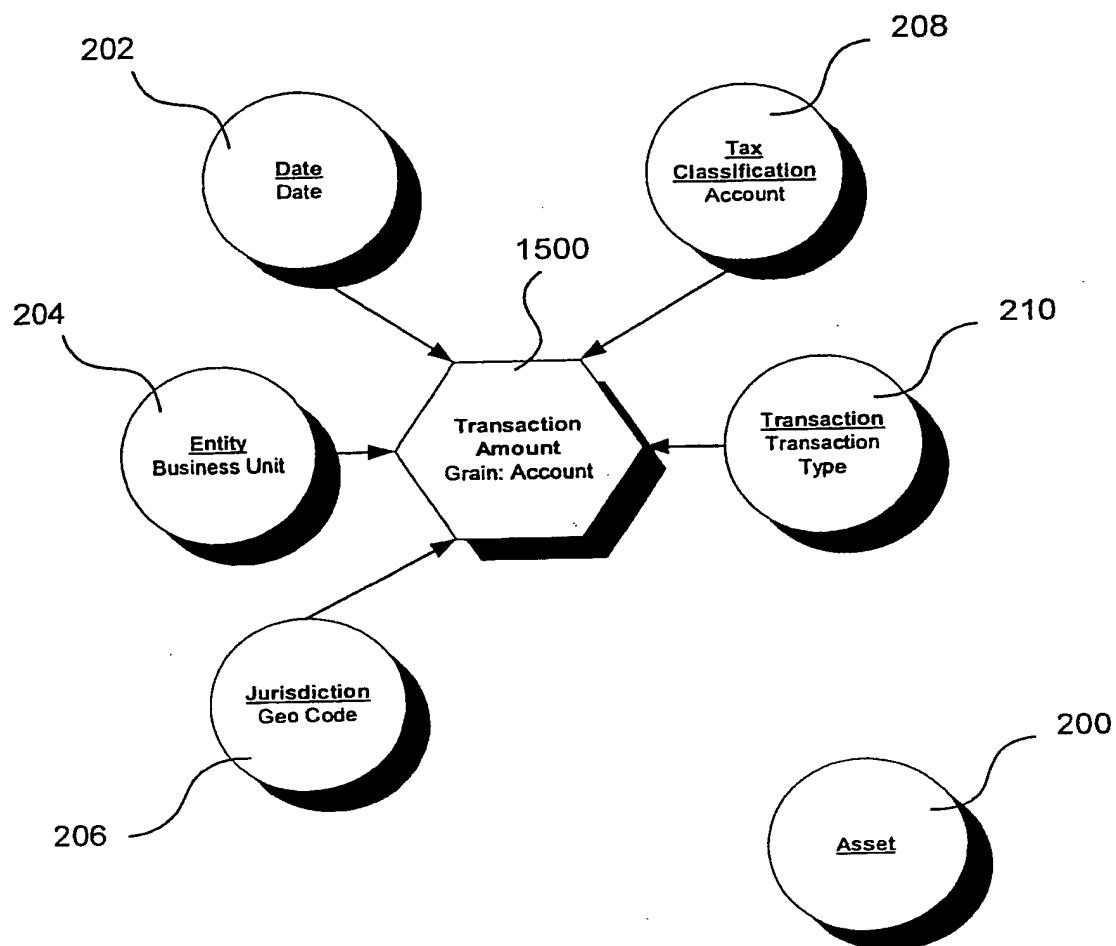 202
208
Date
Date
Tax
Classification
Account
1500
204
210
Entity
Business Unit
Transaction
Amount
Grain: Account
Transaction
Transaction
Type
Jurisdiction
Geo Code
200
206
Asset